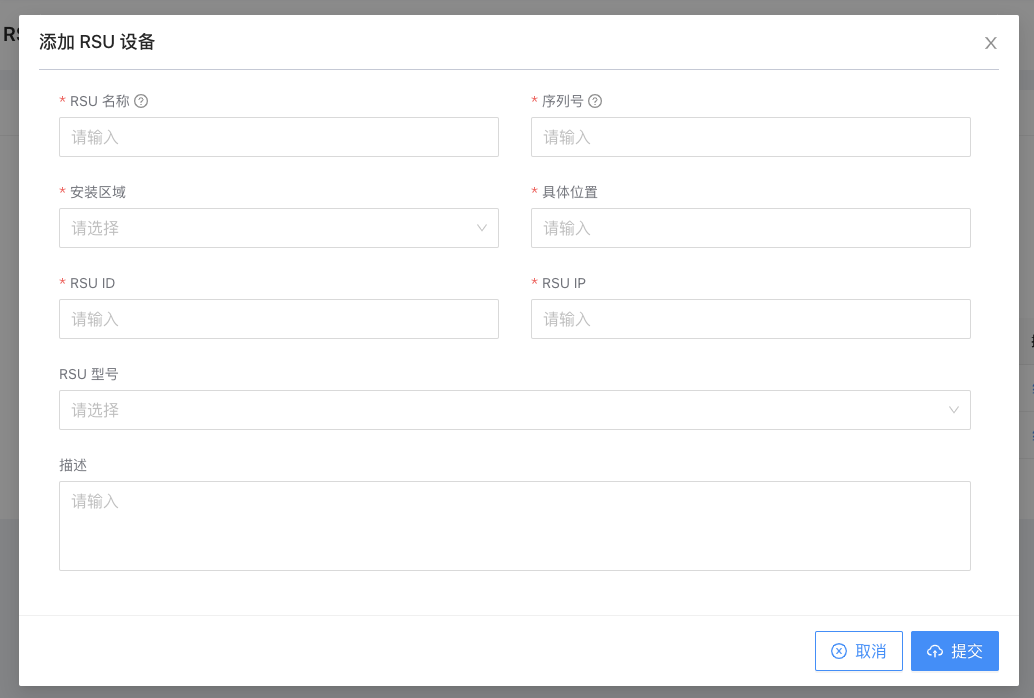 添加 RSU 设备
* RSU 名称
* 序列号
请输入
请输入
* 安装区域
* 具体位置
请选择
请输入
* RSU ID
* RSU IP
请输入
请输入
RSU 型号
请选择
描述
请输入
取消
提交